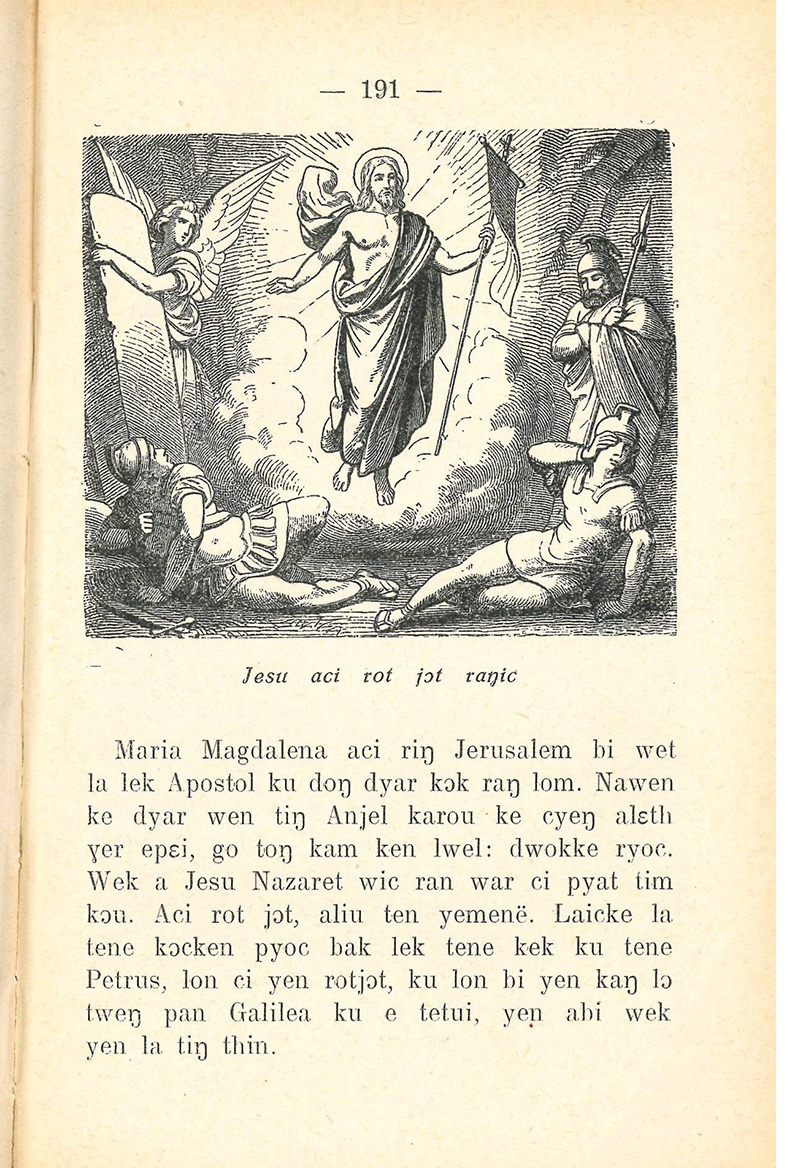 — 191 —
Jesu aci rot jɔt raŋic
Maria Magdalena aci riŋ Jerusalem bi wet
la lek Apostol ku doŋ dyar kɔk raŋ lom. Nawen
ke dyar wen tiŋ Anjel karou ke cyeŋ alɛth
ɣer epɛi, go toŋ kam ken lwel: dwokke ryoc.
Wek a Jesu Nazaret wic ran war ci pyat tim
kɔu. Aci rot jɔt, aliu ten yemenë. Laicke la
tene kɔcken pyoc bak lek tene kek ku tene
Petrus, lon ci yen rotjɔt, ku lon bi yen kaŋ lɔ
tweŋ pan Galilea ku e tetui, yen abi wek
yen la tiŋ thin.